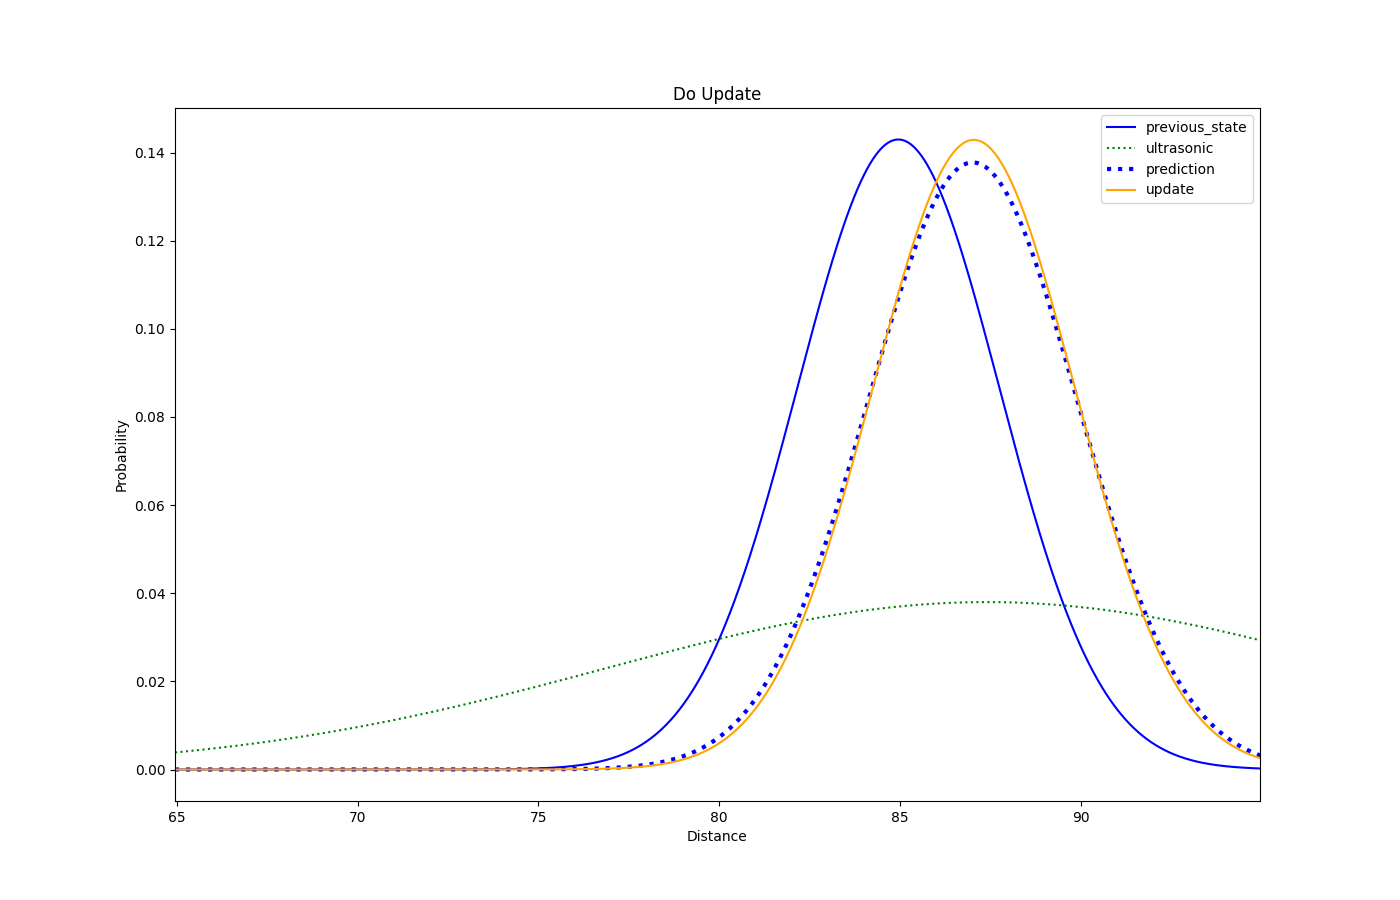 Do Update
previous_state
ultrasonic
prediction
update
0.14
0.12
0.10
0.08
0.06
0.04
0.02
0.00
Probability
65 70 75 80 85 90
Distance